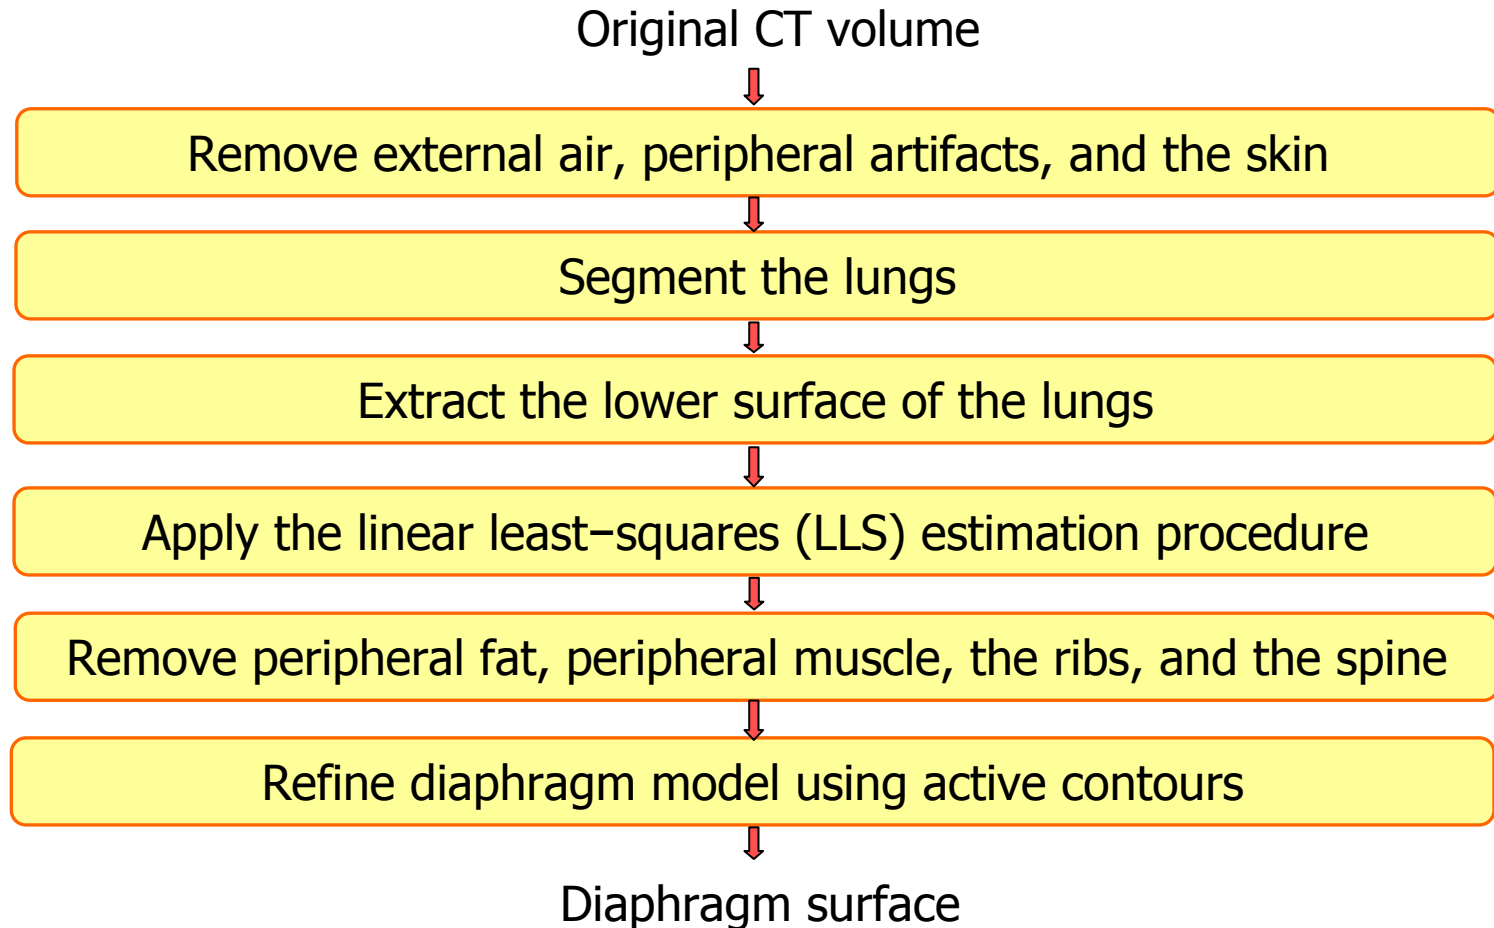 Original CT volume
Remove external air, peripheral artifacts, and the skin
Segment the lungs
Extract the lower surface of the lungs
Apply the linear least–squares (LLS) estimation procedure
Remove peripheral fat, peripheral muscle, the ribs, and the spine
Refine diaphragm model using active contours
Diaphragm surface